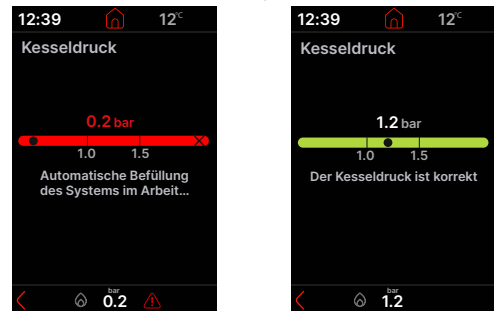 12:39
12°C
Kesseldruck
0.2 bar
1.0 1.5
Automatische Befüllung
des Systems im Arbeit...
bar
0.2
12:39
12°C
Kesseldruck
1.2 bar
1.0 1.5
Der Kesseldruck ist korrekt
bar
1.2